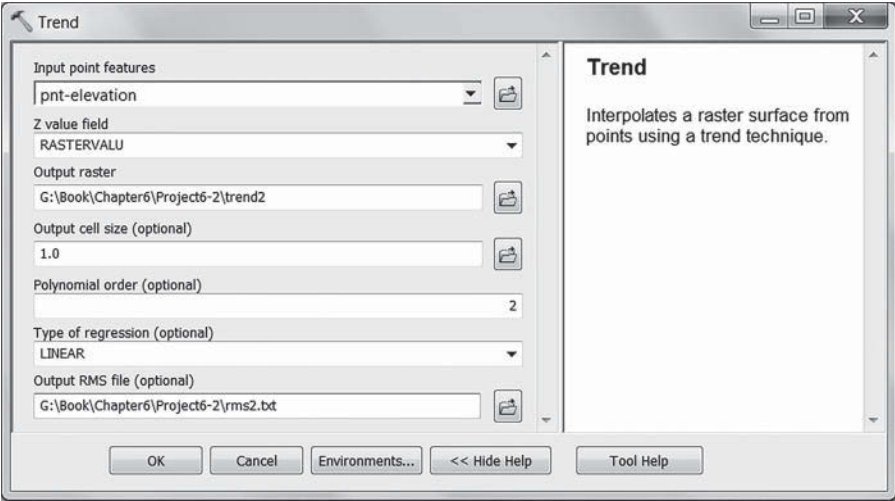 Trend
Input point features
pnt-elevation
Z value field
RASTERVALU
Output raster
G:\Book\Chapter6\Project6-2\trend2
Output cell size (optional)
1.0
Polynomial order (optional)
2
Type of regression (optional)
LINEAR
Output RMS file (optional)
G:\Book\Chapter6\Project6-2\rms2.txt
Trend
Interpolates a raster surface from
points using a trend technique.
OK
Cancel
Environments...
<< Hide Help
Tool Help